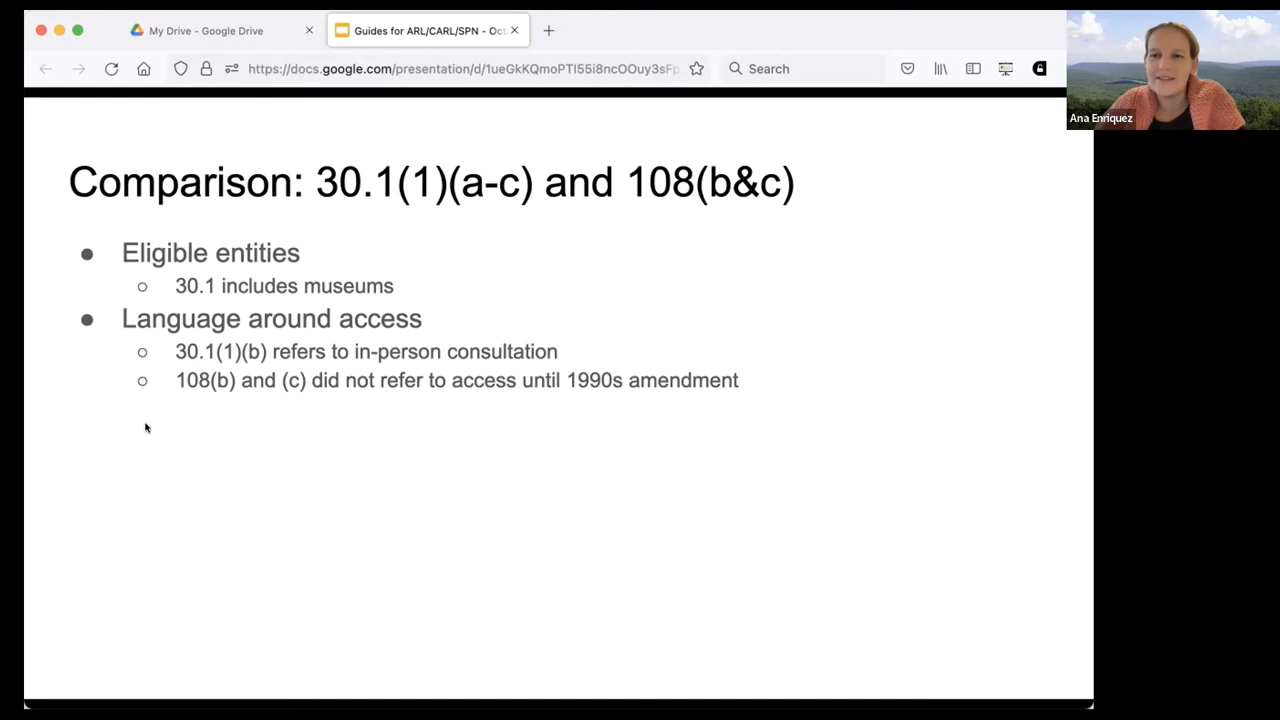 My Drive - Google Drive
Guides for ARL/CARL/SPN - Oct
https://docs.google.com/presentation/d/1ueGkKQmoPTI55i8ncOOuy3sFp
Search
Ana Enriquez
Comparison: 30.1(1)(a-c) and 108(b&c)
● Eligible entities
○ 30.1 includes museums
● Language around access
○ 30.1(1)(b) refers to in-person consultation
○ 108(b) and (c) did not refer to access until 1990s amendment